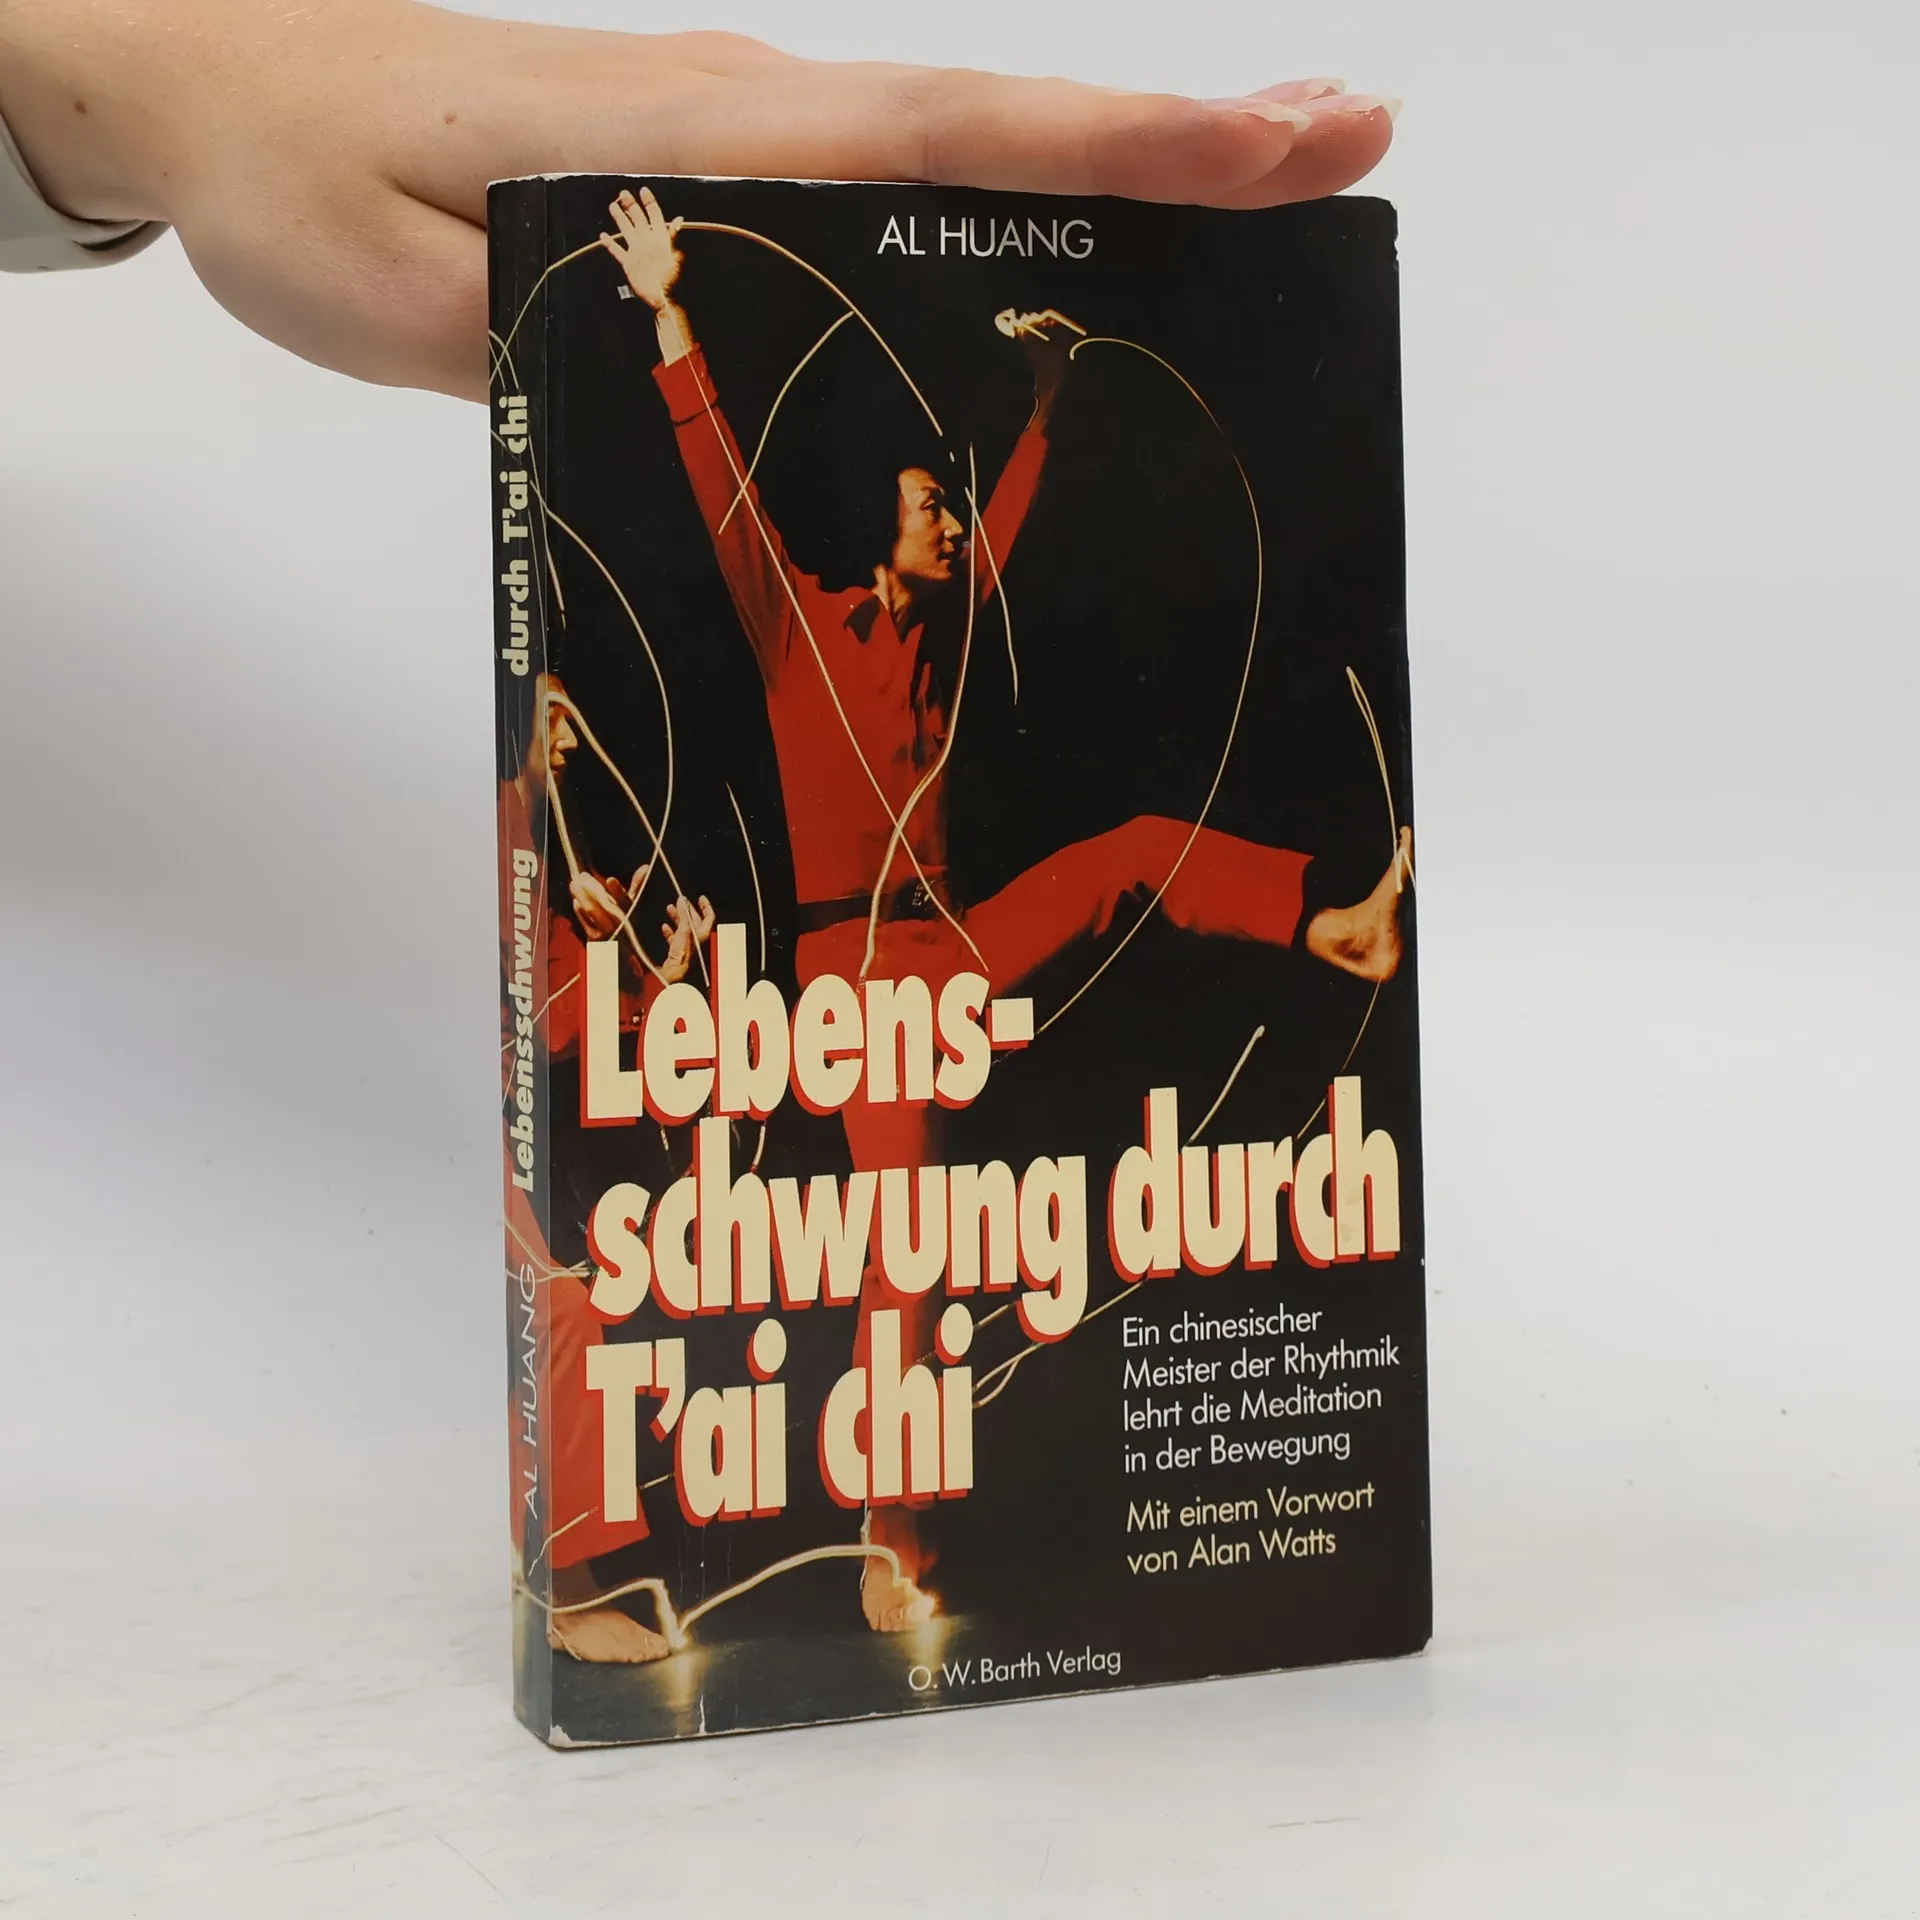 AL HUANG
Lebens-
schwung durch
T'ai chi
Ein chinesischer
Meister der Rhythmik
lehrt die Meditation
in der Bewegung
Mit einem Vorwort
von Alan Watts
O. W. Barth Verlag
AL HUANG Lebensschwung durch T'ai chi